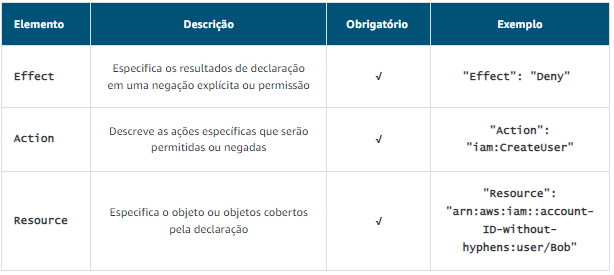 Elemento Descrição Obrigatório Exemplo
Effect Especifica os resultados de declaração em uma negação explícita ou permissão √ "Effect": "Deny"
Action Descreve as ações específicas que serão permitidas ou negadas √ "Action": "iam:CreateUser"
Resource Especifica o objeto ou objetos cobertos pela declaração √ "Resource": "arn:aws:iam::account-ID-without-hyphens:user/Bob"